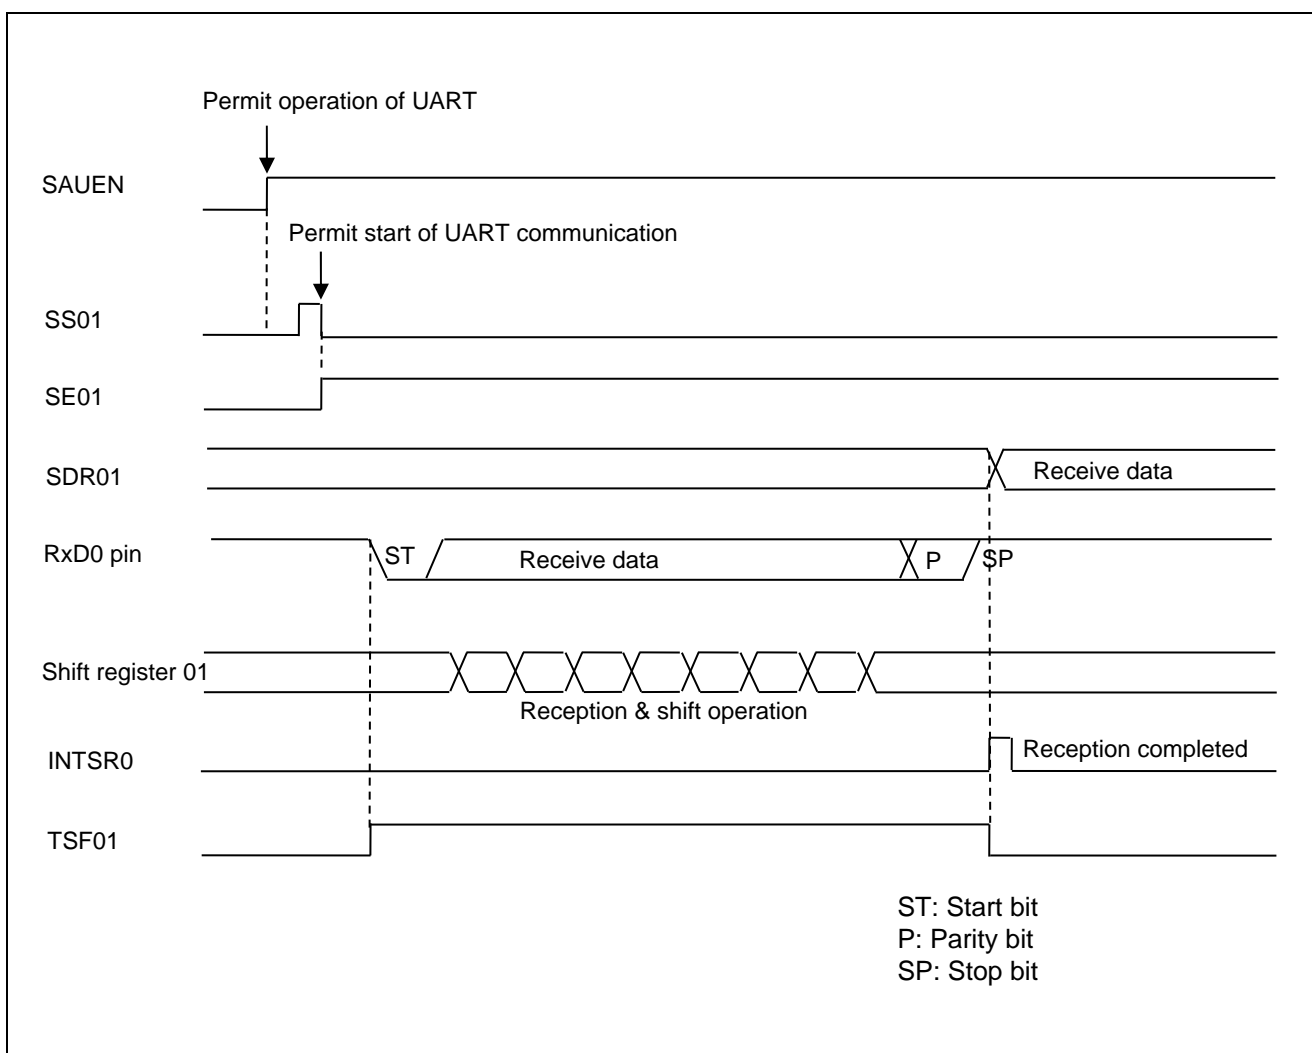 Permit operation of UART
SAUEN
Permit start of UART communication
SS01
SE01
SDR01
Receive data
RxD0 pin
ST
Receive data
P
SP
Shift register 01
Reception & shift operation
INTSR0
Reception completed
TSF01
ST: Start bit
P: Parity bit
SP: Stop bit